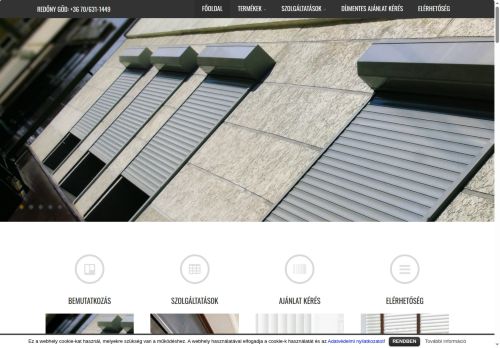 REDŐNY GÖD: +36 70/631-1449
FŐOLDAL
TERMÉKEK
SZOLGÁLTATÁSOK
DÍJMENTES AJÁNLAT KÉRÉS
ELÉRHETŐSÉG
BEMUTATKOZÁS
SZOLGÁLTATÁSOK
AJÁNLAT KÉRÉS
ELÉRHETŐSÉG
Ez a webhely cookie-kat használ, melyekre szükség van a működéshez. A webhely használatával elfogadja a cookie-k használatát és az Adatvédelmi nyilatkozatot!
RENDBEN
További információ